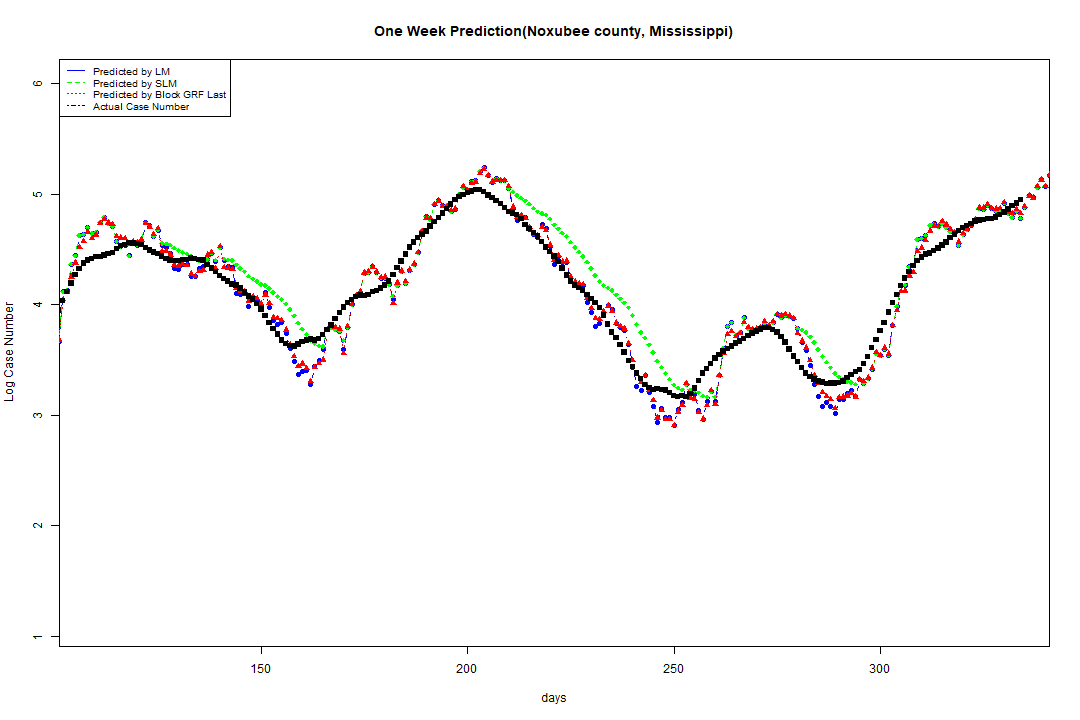 One Week Prediction(Noxubee county, Mississippi)
Predicted by LM
Predicted by SLM
Predicted by Block GRF Last
Actual Case Number
Log Case Number
6
5
4
3
2
1
150 200 250 300
days